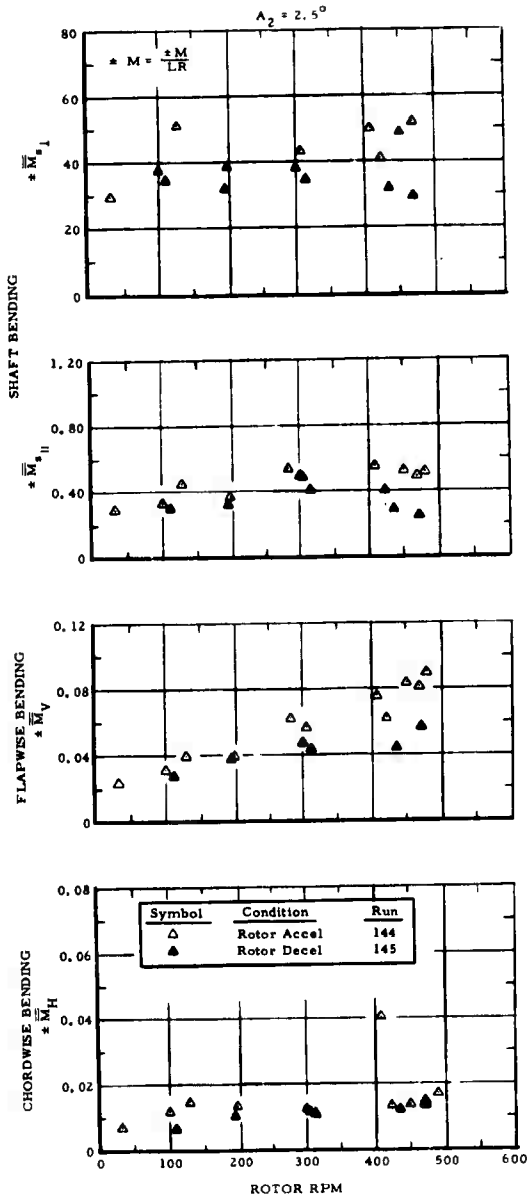 A₂ = 2.5°
± M = ±M / LR
80
60
40
20
0
± M̿ₛ⊥
SHAFT BENDING
1.20
0.80
0.40
0
± M̿ₛ||
0.12
0.08
0.04
0
FLAPWISE BENDING
± M̿V
0.08
0.06
0.04
0.02
0
CHORDWISE BENDING
± M̿H
Symbol Condition Run
△ Rotor Accel 144
▲ Rotor Decel 145
0 100 200 300 400 500 600
ROTOR RPM